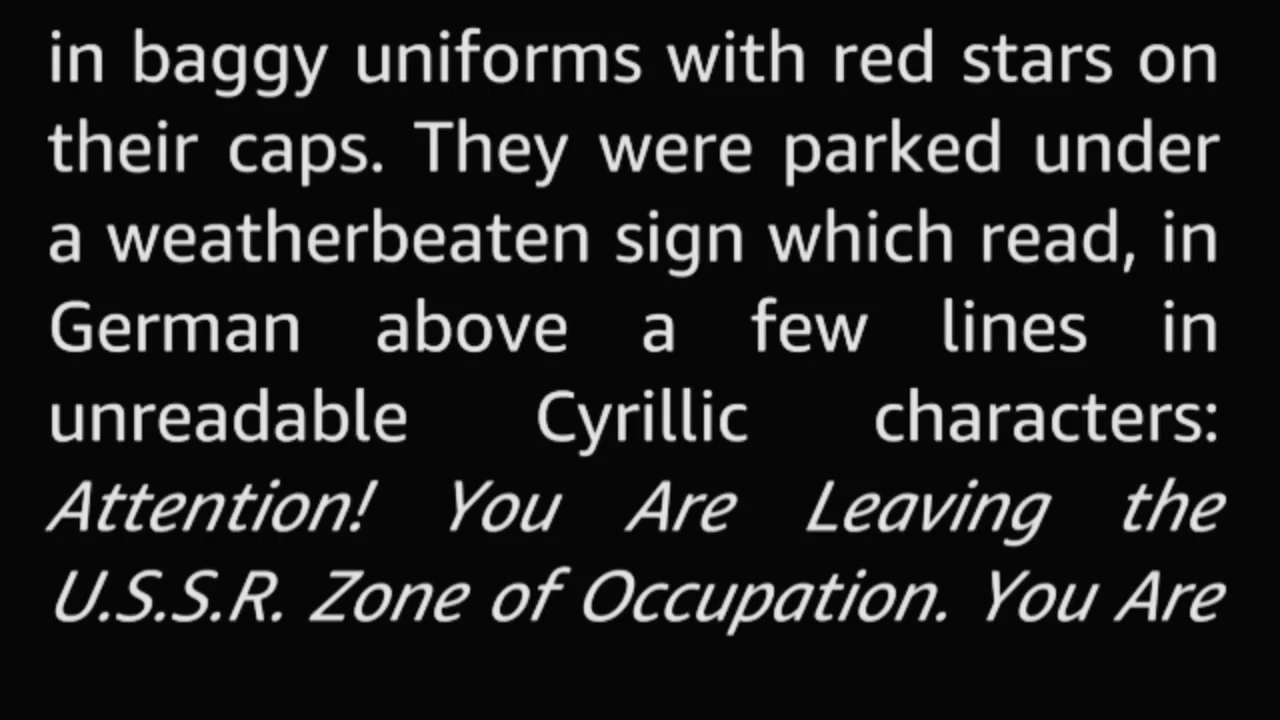 in baggy uniforms with red stars on
their caps. They were parked under
a weatherbeaten sign which read, in
German above a few lines in
unreadable Cyrillic characters:
Attention! You Are Leaving the
U.S.S.R. Zone of Occupation. You Are